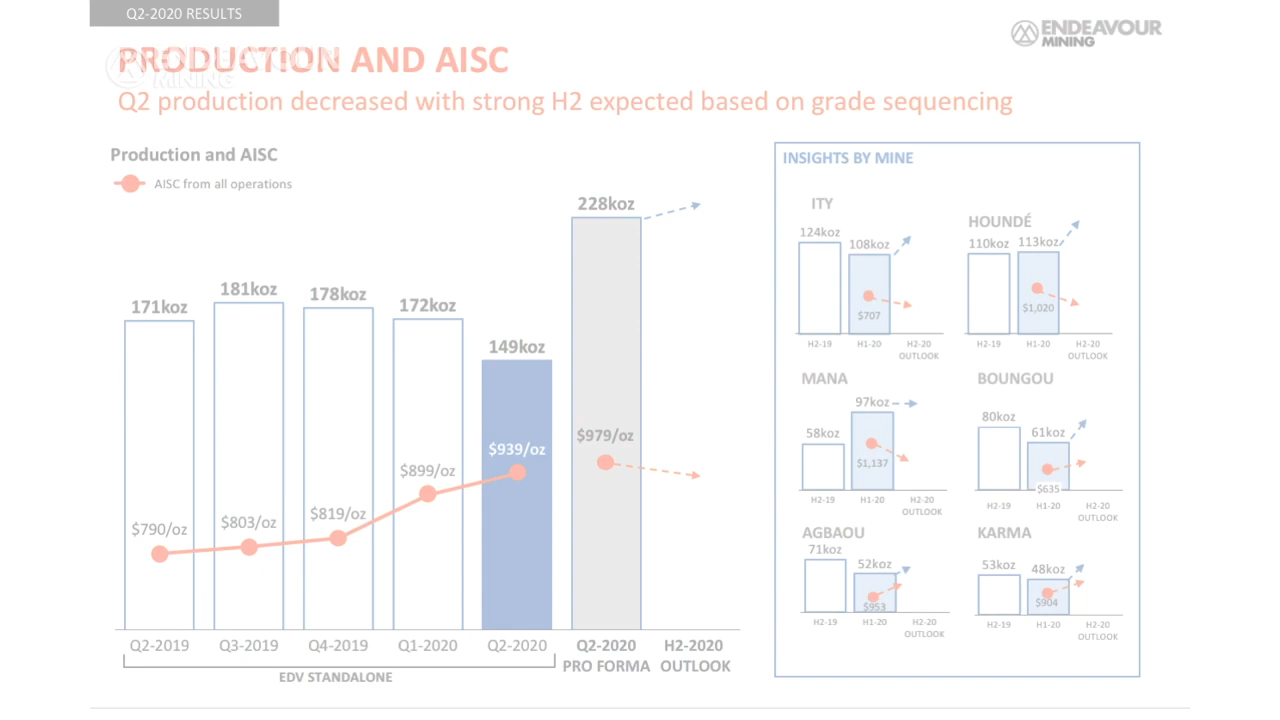 Q2-2020 RESULTS
ENDEAVOUR
MINING
ENDEAVOUR
MINING
PRODUCTION AND AISC
Q2 production decreased with strong H2 expected based on grade sequencing
Production and AISC
AISC from all operations
171koz
181koz
178koz
172koz
149koz
228koz
$790/oz
$803/oz
$819/oz
$899/oz
$939/oz
$979/oz
Q2-2019
Q3-2019
Q4-2019
Q1-2020
Q2-2020
Q2-2020
PRO FORMA
H2-2020
OUTLOOK
EDV STANDALONE
INSIGHTS BY MINE
ITY
124koz
108koz
$707
H2-19
H1-20
H2-20
OUTLOOK
HOUNDÉ
110koz
113koz
$1,020
H2-19
H1-20
H2-20
OUTLOOK
MANA
58koz
97koz
$1,137
H2-19
H1-20
H2-20
OUTLOOK
BOUNGOU
80koz
61koz
$635
H2-19
H1-20
H2-20
OUTLOOK
AGBAOU
71koz
52koz
$953
H2-19
H1-20
H2-20
OUTLOOK
KARMA
53koz
48koz
$904
H2-19
H1-20
H2-20
OUTLOOK